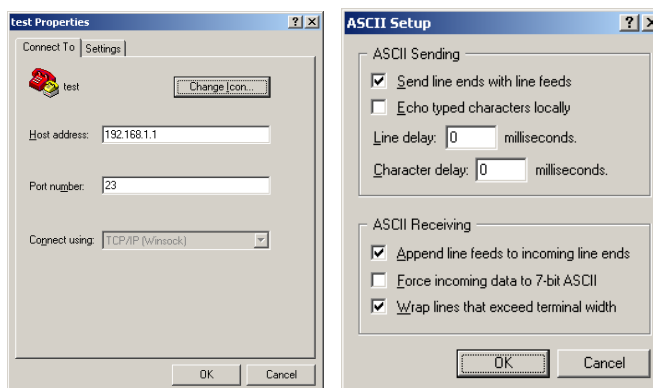 test Properties
Connect To
Settings
test
Change Icon...
Host address:
192.168.1.1
Port number:
23
Connect using:
TCP/IP (Winsock)
OK
Cancel
ASCII Setup
ASCII Sending
Send line ends with line feeds
Echo typed characters locally
Line delay: 0 milliseconds.
Character delay: 0 milliseconds.
ASCII Receiving
Append line feeds to incoming line ends
Force incoming data to 7-bit ASCII
Wrap lines that exceed terminal width
OK
Cancel